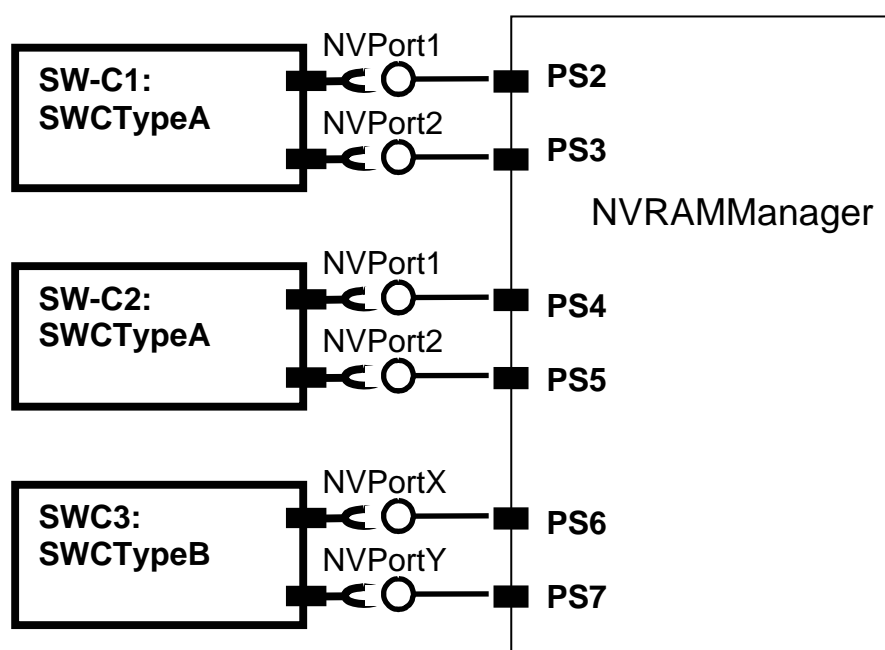 NVPort1
SW-C1:
SWCTypeA
PS2
NVPort2
PS3
NVRAMManager
NVPort1
SW-C2:
SWCTypeA
PS4
NVPort2
PS5
NVPortX
SWC3:
SWCTypeB
PS6
NVPortY
PS7